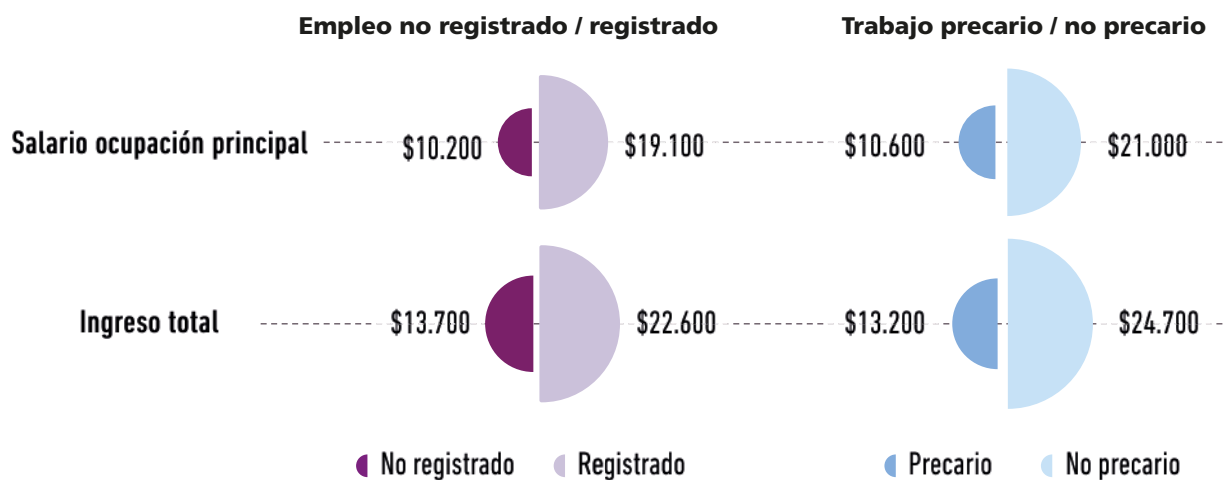 Empleo no registrado / registrado
Trabajo precario / no precario
Salario ocupación principal
$10.200
$19.100
$10.600
$21.000
Ingreso total
$13.700
$22.600
$13.200
$24.700
No registrado
Registrado
Precario
No precario